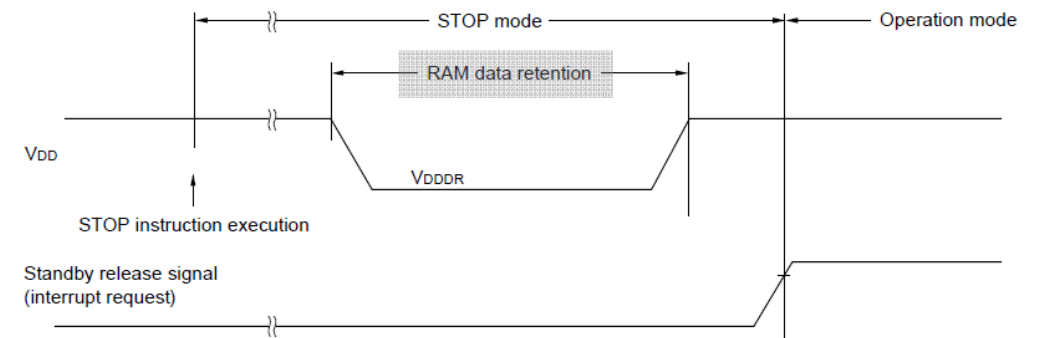 STOP mode
Operation mode
RAM data retention
VDD
VDDDR
STOP instruction execution
Standby release signal
(interrupt request)